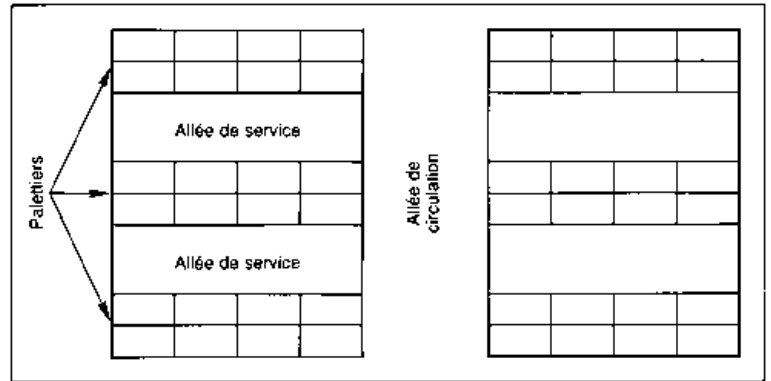 Palettiers
Allée de service
Allée de service
Allée de
circulation